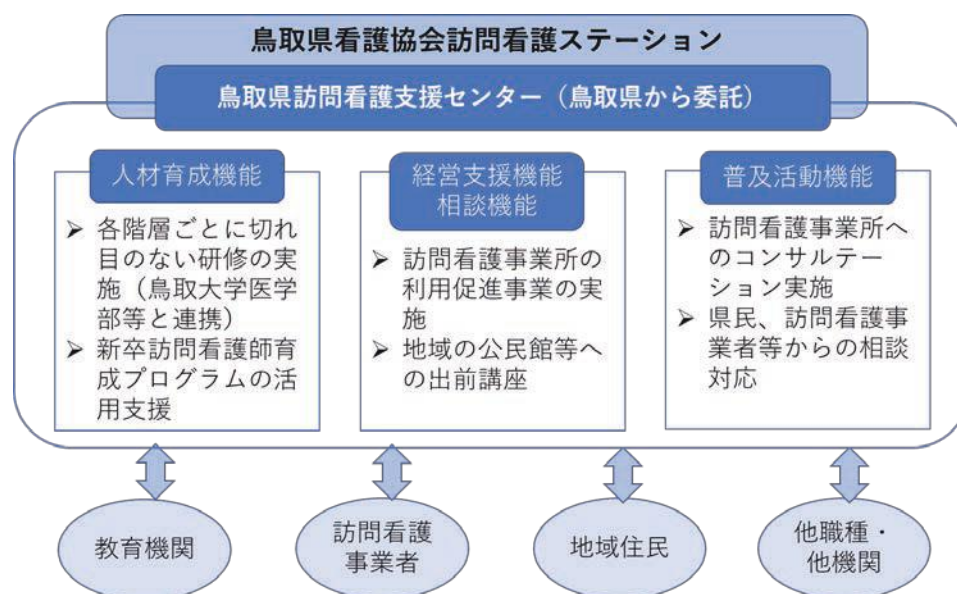 鳥取県看護協会訪問看護ステーション
鳥取県訪問看護支援センター（鳥取県から委託）
人材育成機能
➢ 各階層ごとに切れ
目のない研修の実
施（鳥取大学医学
部等と連携）
➢ 新卒訪問看護師育
成プログラムの活
用支援
経営支援機能
相談機能
➢ 訪問看護事業所の
利用促進事業の実
施
➢ 地域の公民館等へ
の出前講座
普及活動機能
➢ 訪問看護事業所へ
のコンサルテー
ション実施
➢ 県民、訪問看護事
業者等からの相談
対応
教育機関
訪問看護
事業者
地域住民
他職種・
他機関